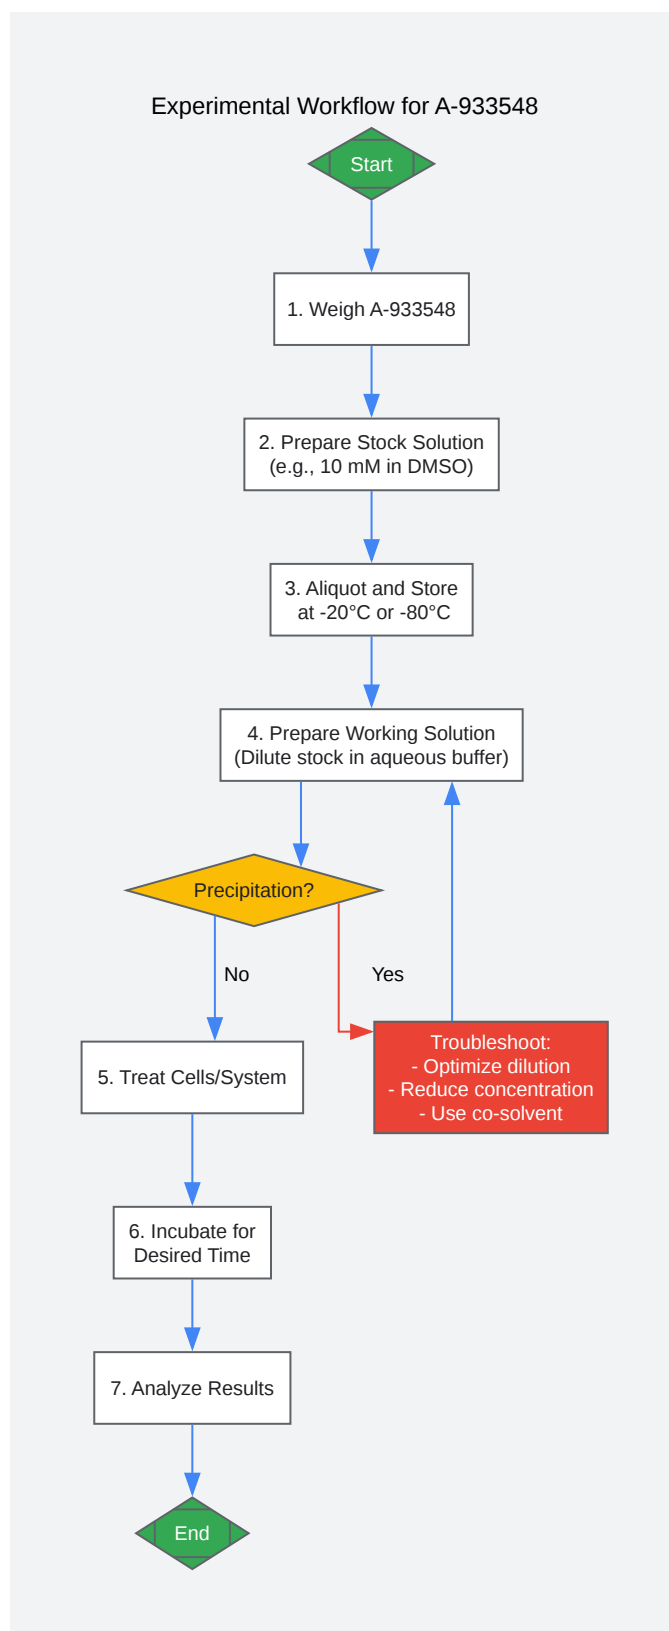 Experimental Workflow for A-933548
Start
1. Weigh A-933548
2. Prepare Stock Solution
(e.g., 10 mM in DMSO)
3. Aliquot and Store
at -20°C or -80°C
4. Prepare Working Solution
(Dilute stock in aqueous buffer)
Precipitation?
No
Yes
Troubleshoot:
- Optimize dilution
- Reduce concentration
- Use co-solvent
5. Treat Cells/System
6. Incubate for
Desired Time
7. Analyze Results
End